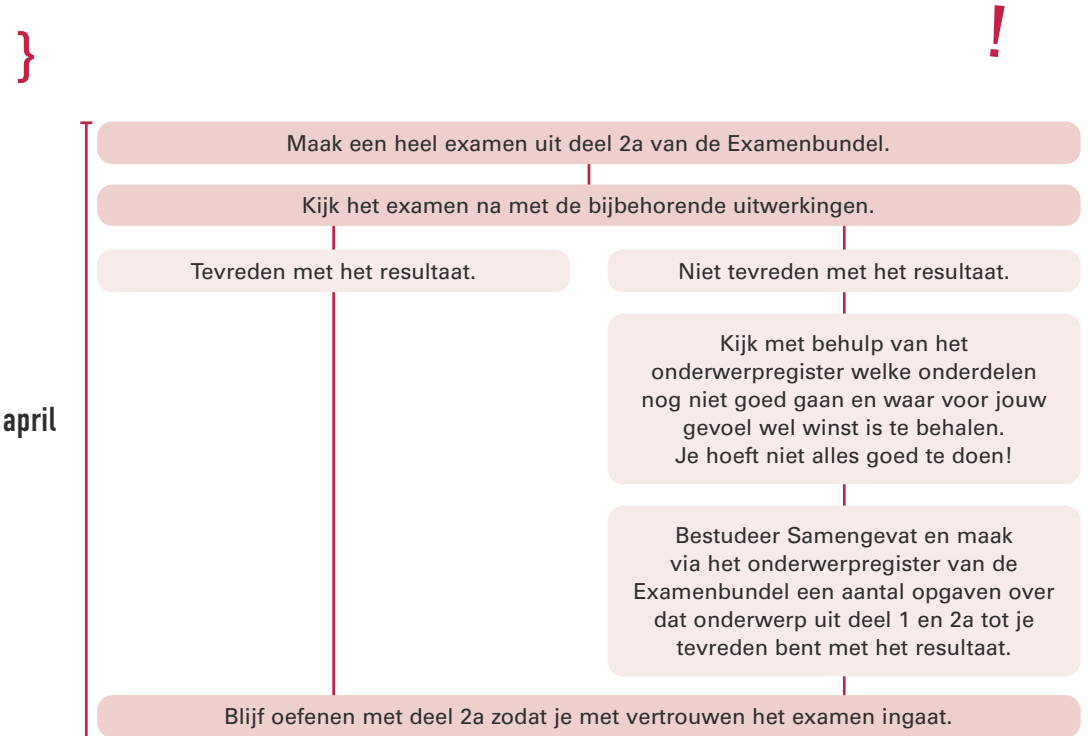 }
!
Maak een heel examen uit deel 2a van de Examenbundel.
Kijk het examen na met de bijbehorende uitwerkingen.
Tevreden met het resultaat.
Niet tevreden met het resultaat.
Kijk met behulp van het
onderwerpregister welke onderdelen
nog niet goed gaan en waar voor jouw
gevoel wel winst is te behalen.
Je hoeft niet alles goed te doen!
april
Bestudeer Samengevat en maak
via het onderwerpregister van de
Examenbundel een aantal opgaven over
dat onderwerp uit deel 1 en 2a tot je
tevreden bent met het resultaat.
Blijf oefenen met deel 2a zodat je met vertrouwen het examen ingaat.